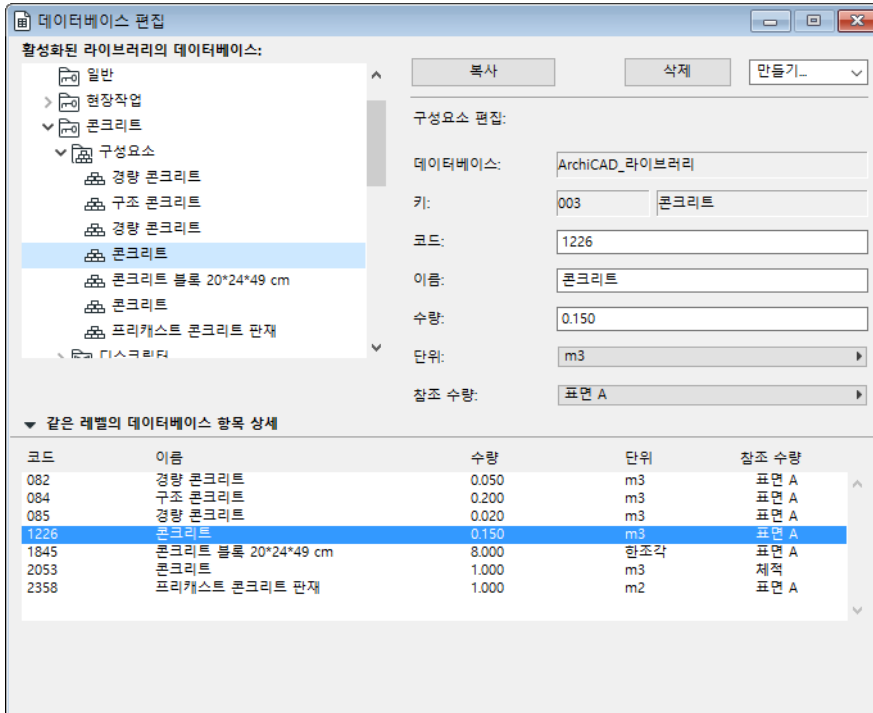 데이터베이스 편집
활성화된 라이브러리의 데이터베이스:
일반
현장작업
콘크리트
구성요소
경량 콘크리트
구조 콘크리트
경량 콘크리트
콘크리트
콘크리트 블록 20*24*49 cm
콘크리트
프리캐스트 콘크리트 판재
디스크립터
복사 삭제 만들기...
구성요소 편집:
데이터베이스: ArchiCAD_라이브러리
키: 003 콘크리트
코드: 1226
이름: 콘크리트
수량: 0.150
단위: m3
참조 수량: 표면 A
같은 레벨의 데이터베이스 항목 상세
코드 이름 수량 단위 참조 수량
082 경량 콘크리트 0.050 m3 표면 A
084 구조 콘크리트 0.200 m3 표면 A
085 경량 콘크리트 0.020 m3 표면 A
1226 콘크리트 0.150 m3 표면 A
1845 콘크리트 블록 20*24*49 cm 8.000 한조각 표면 A
2053 콘크리트 1.000 m3 체적
2358 프리캐스트 콘크리트 판재 1.000 m2 표면 A